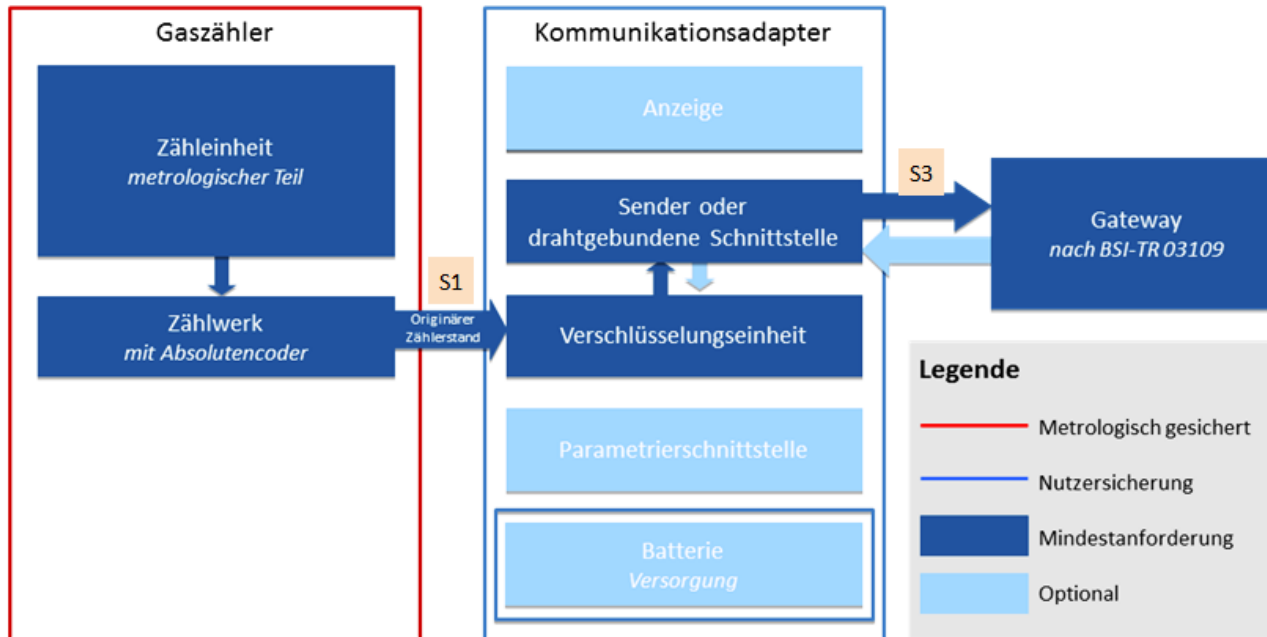 Gaszähler
Zähleinheit
metrologischer Teil
Zählwerk
mit Absolutencoder
S1
Originärer
Zählerstand
Kommunikationsadapter
Anzeige
Sender oder
drahtgebundene Schnittstelle
Verschlüsselungseinheit
Parametrierschnittstelle
Batterie
Versorgung
S3
Gateway
nach BSI-TR 03109
Legende
Metrologisch gesichert
Nutzersicherung
Mindestanforderung
Optional